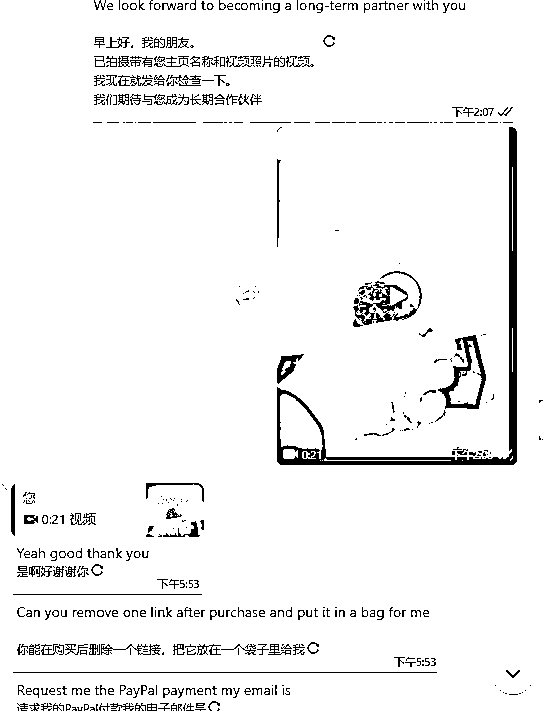 We look forward to becoming a long-term partner with you
早上好，我的朋友。
已拍摄带有您主页名称和视频照片的视频。
我现在就发给你检查一下。
我们期待与您成为长期合作伙伴
下午2:07
0:21
您
0:21 视频
Yeah good thank you
是啊好谢谢你
下午5:53
Can you remove one link after purchase and put it in a bag for me
你能在购买后删除一个链接，把它放在一个袋子里给我
下午5:53
Request me the PayPal payment my email is
请求我的PayPal付款我的电子邮件是